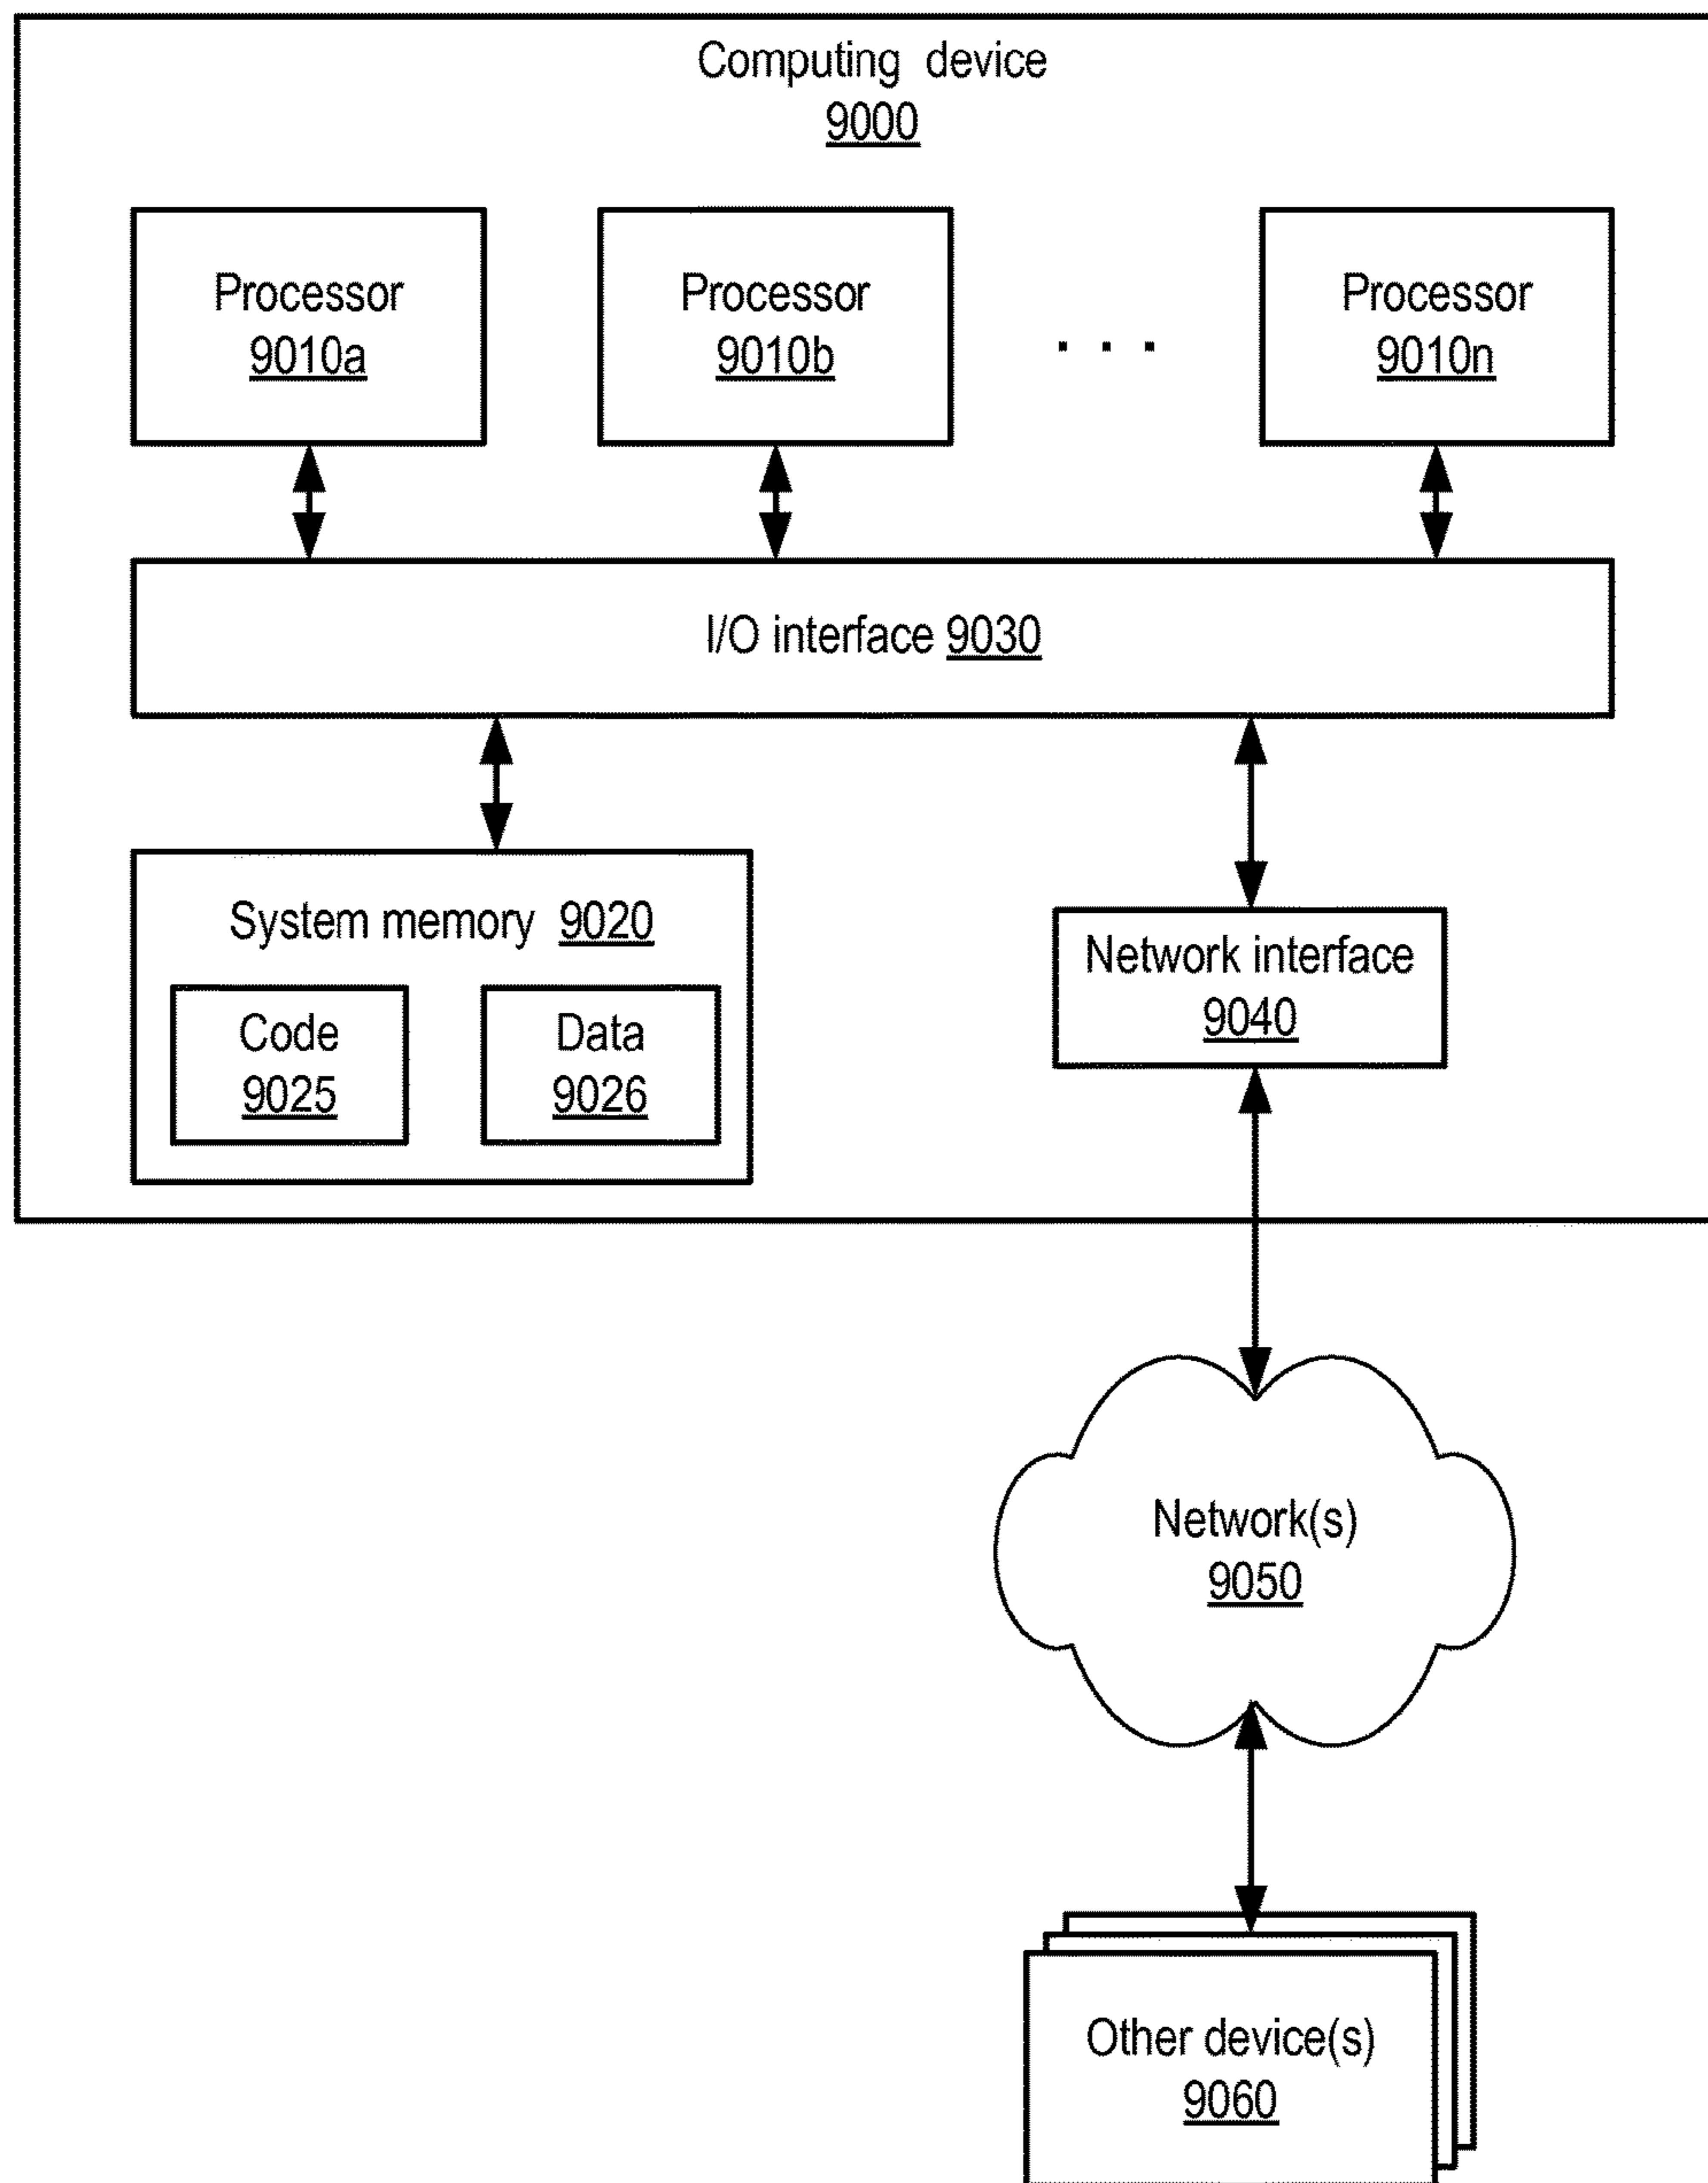 Computing device
9000
Processor
9010a
Processor
9010b
. . .
Processor
9010n
I/O interface 9030
System memory 9020
Code
9025
Data
9026
Network interface
9040
Network(s)
9050
Other device(s)
9060